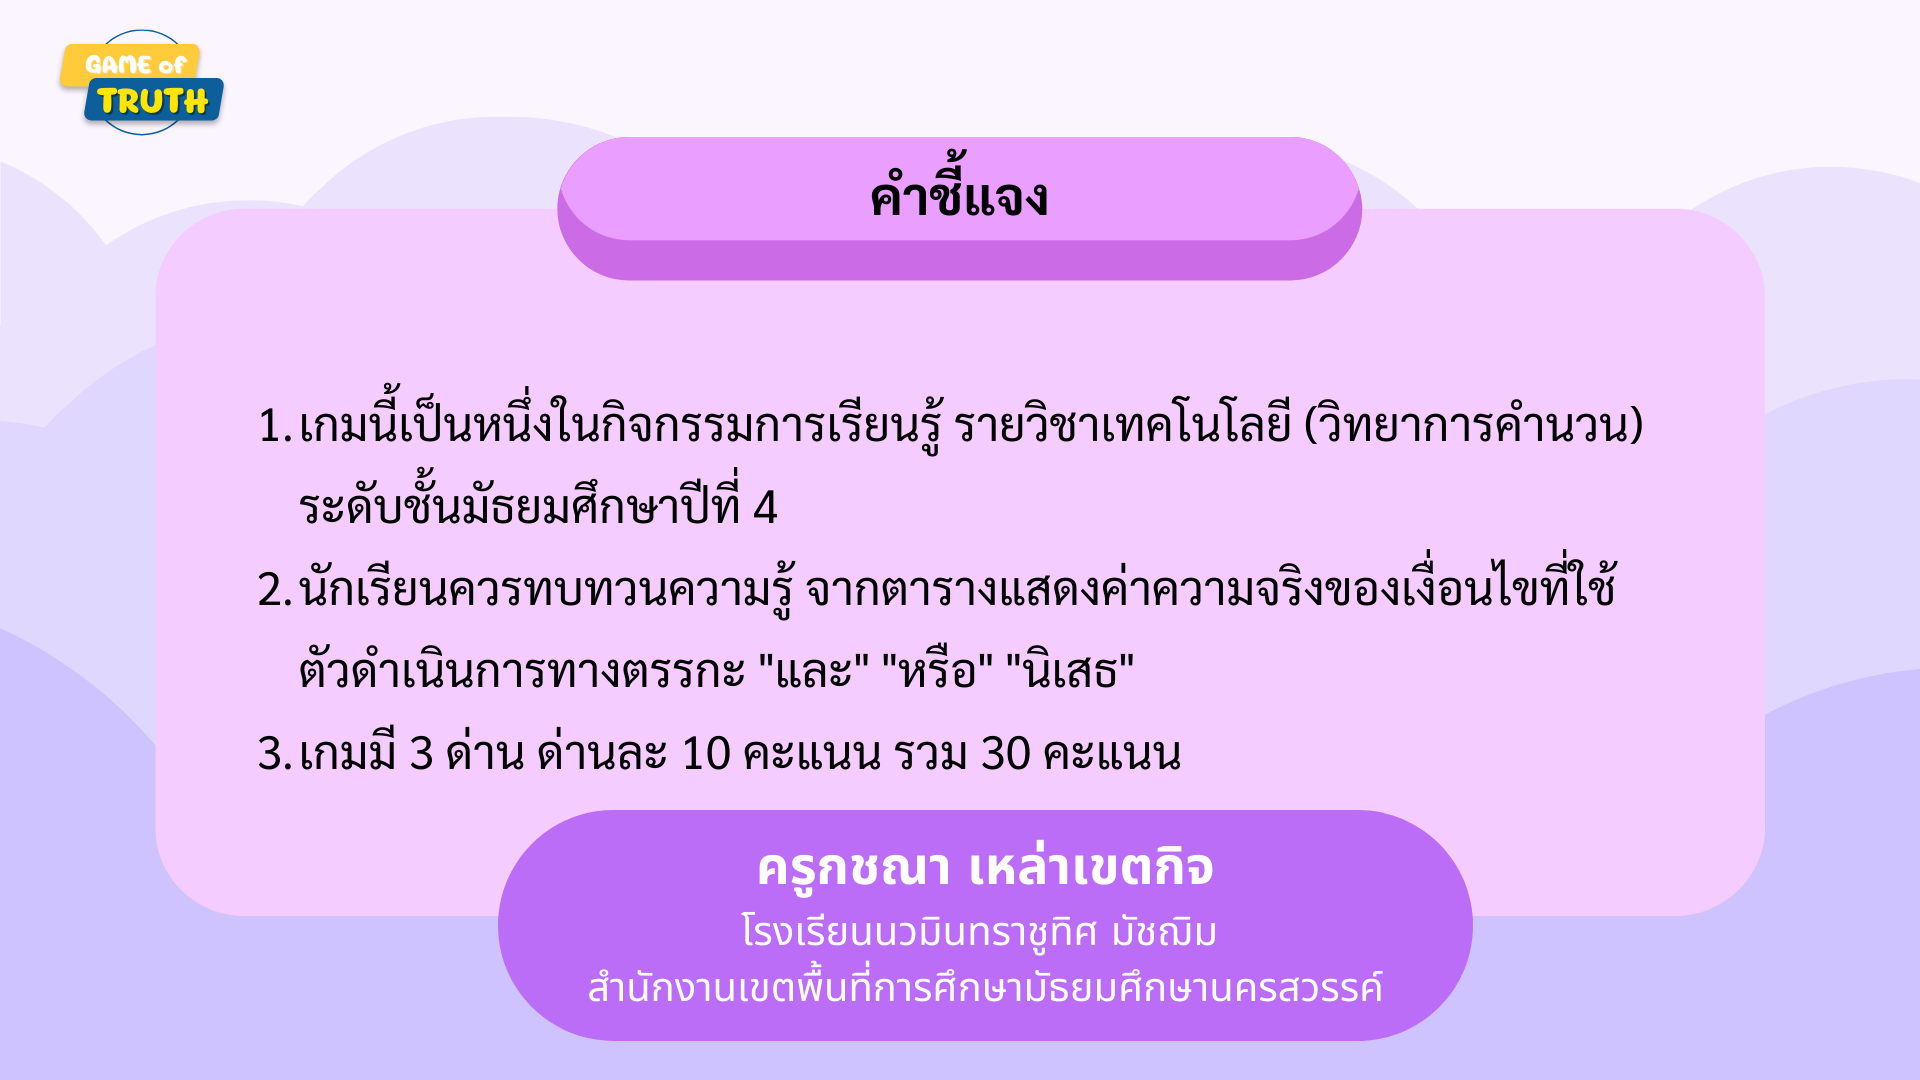 GAME of
TRUTH
คำชี้แจง
1. เกมนี้เป็นหนึ่งในกิจกรรมการเรียนรู้ รายวิชาเทคโนโลยี (วิทยาการคำนวน)
ระดับชั้นมัธยมศึกษาปีที่ 4
2. นักเรียนควรทบทวนความรู้ จากตารางแสดงค่าความจริงของเงื่อนไขที่ใช้
ตัวดำเนินการทางตรรกะ "และ" "หรือ" "นิเสธ"
3. เกมมี 3 ด่าน ด่านละ 10 คะแนน รวม 30 คะแนน
ครูกชณา เหล่าเขตกิจ
โรงเรียนนวมินทราชูทิศ มัชฌิม
สำนักงานเขตพื้นที่การศึกษามัธยมศึกษานครสวรรค์